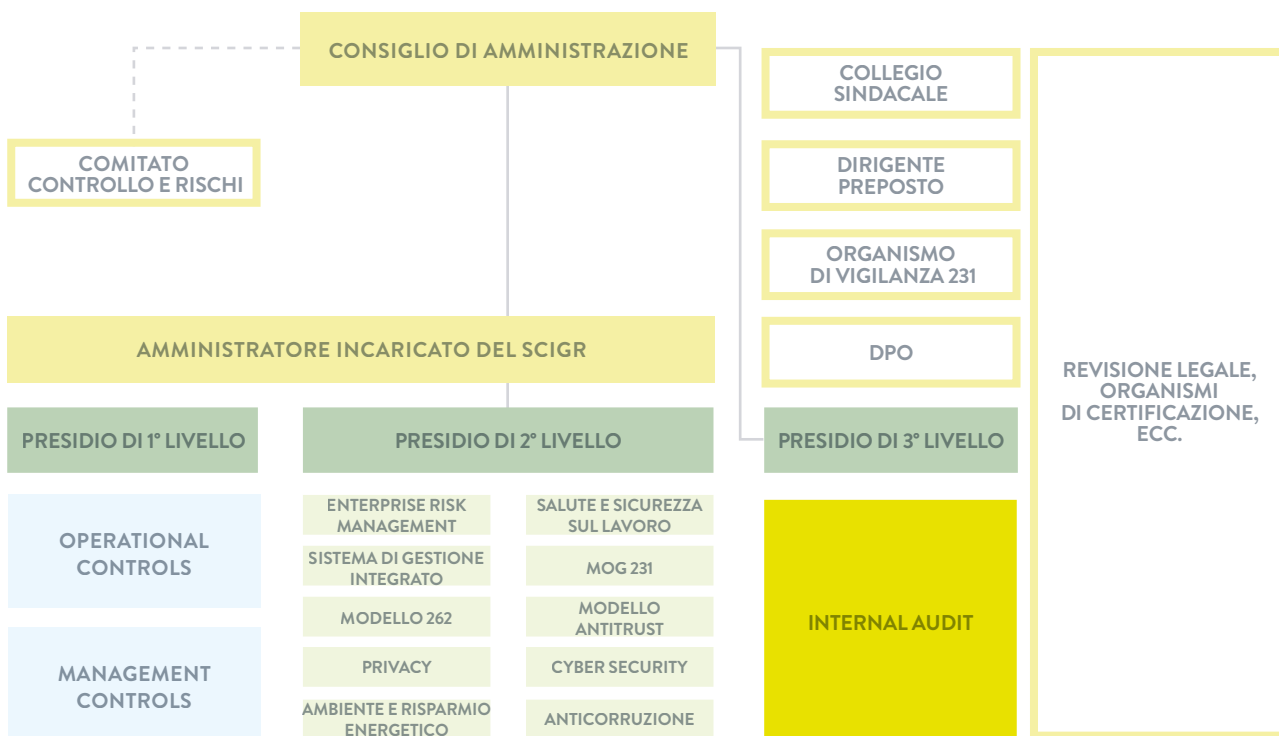 CONSIGLIO DI AMMINISTRAZIONE
COMITATO
CONTROLLO E RISCHI
COLLEGIO
SINDACALE
DIRIGENTE
PREPOSTO
ORGANISMO
DI VIGILANZA 231
DPO
REVISIONE LEGALE,
ORGANISMI
DI CERTIFICAZIONE,
ECC.
AMMINISTRATORE INCARICATO DEL SCIGR
PRESIDIO DI 1° LIVELLO
OPERATIONAL
CONTROLS
MANAGEMENT
CONTROLS
PRESIDIO DI 2° LIVELLO
ENTERPRISE RISK
MANAGEMENT
SISTEMA DI GESTIONE
INTEGRATO
MODELLO 262
PRIVACY
AMBIENTE E RISPARMIO
ENERGETICO
SALUTE E SICUREZZA
SUL LAVORO
MOG 231
MODELLO
ANTITRUST
CYBER SECURITY
ANTICORRUZIONE
PRESIDIO DI 3° LIVELLO
INTERNAL AUDIT